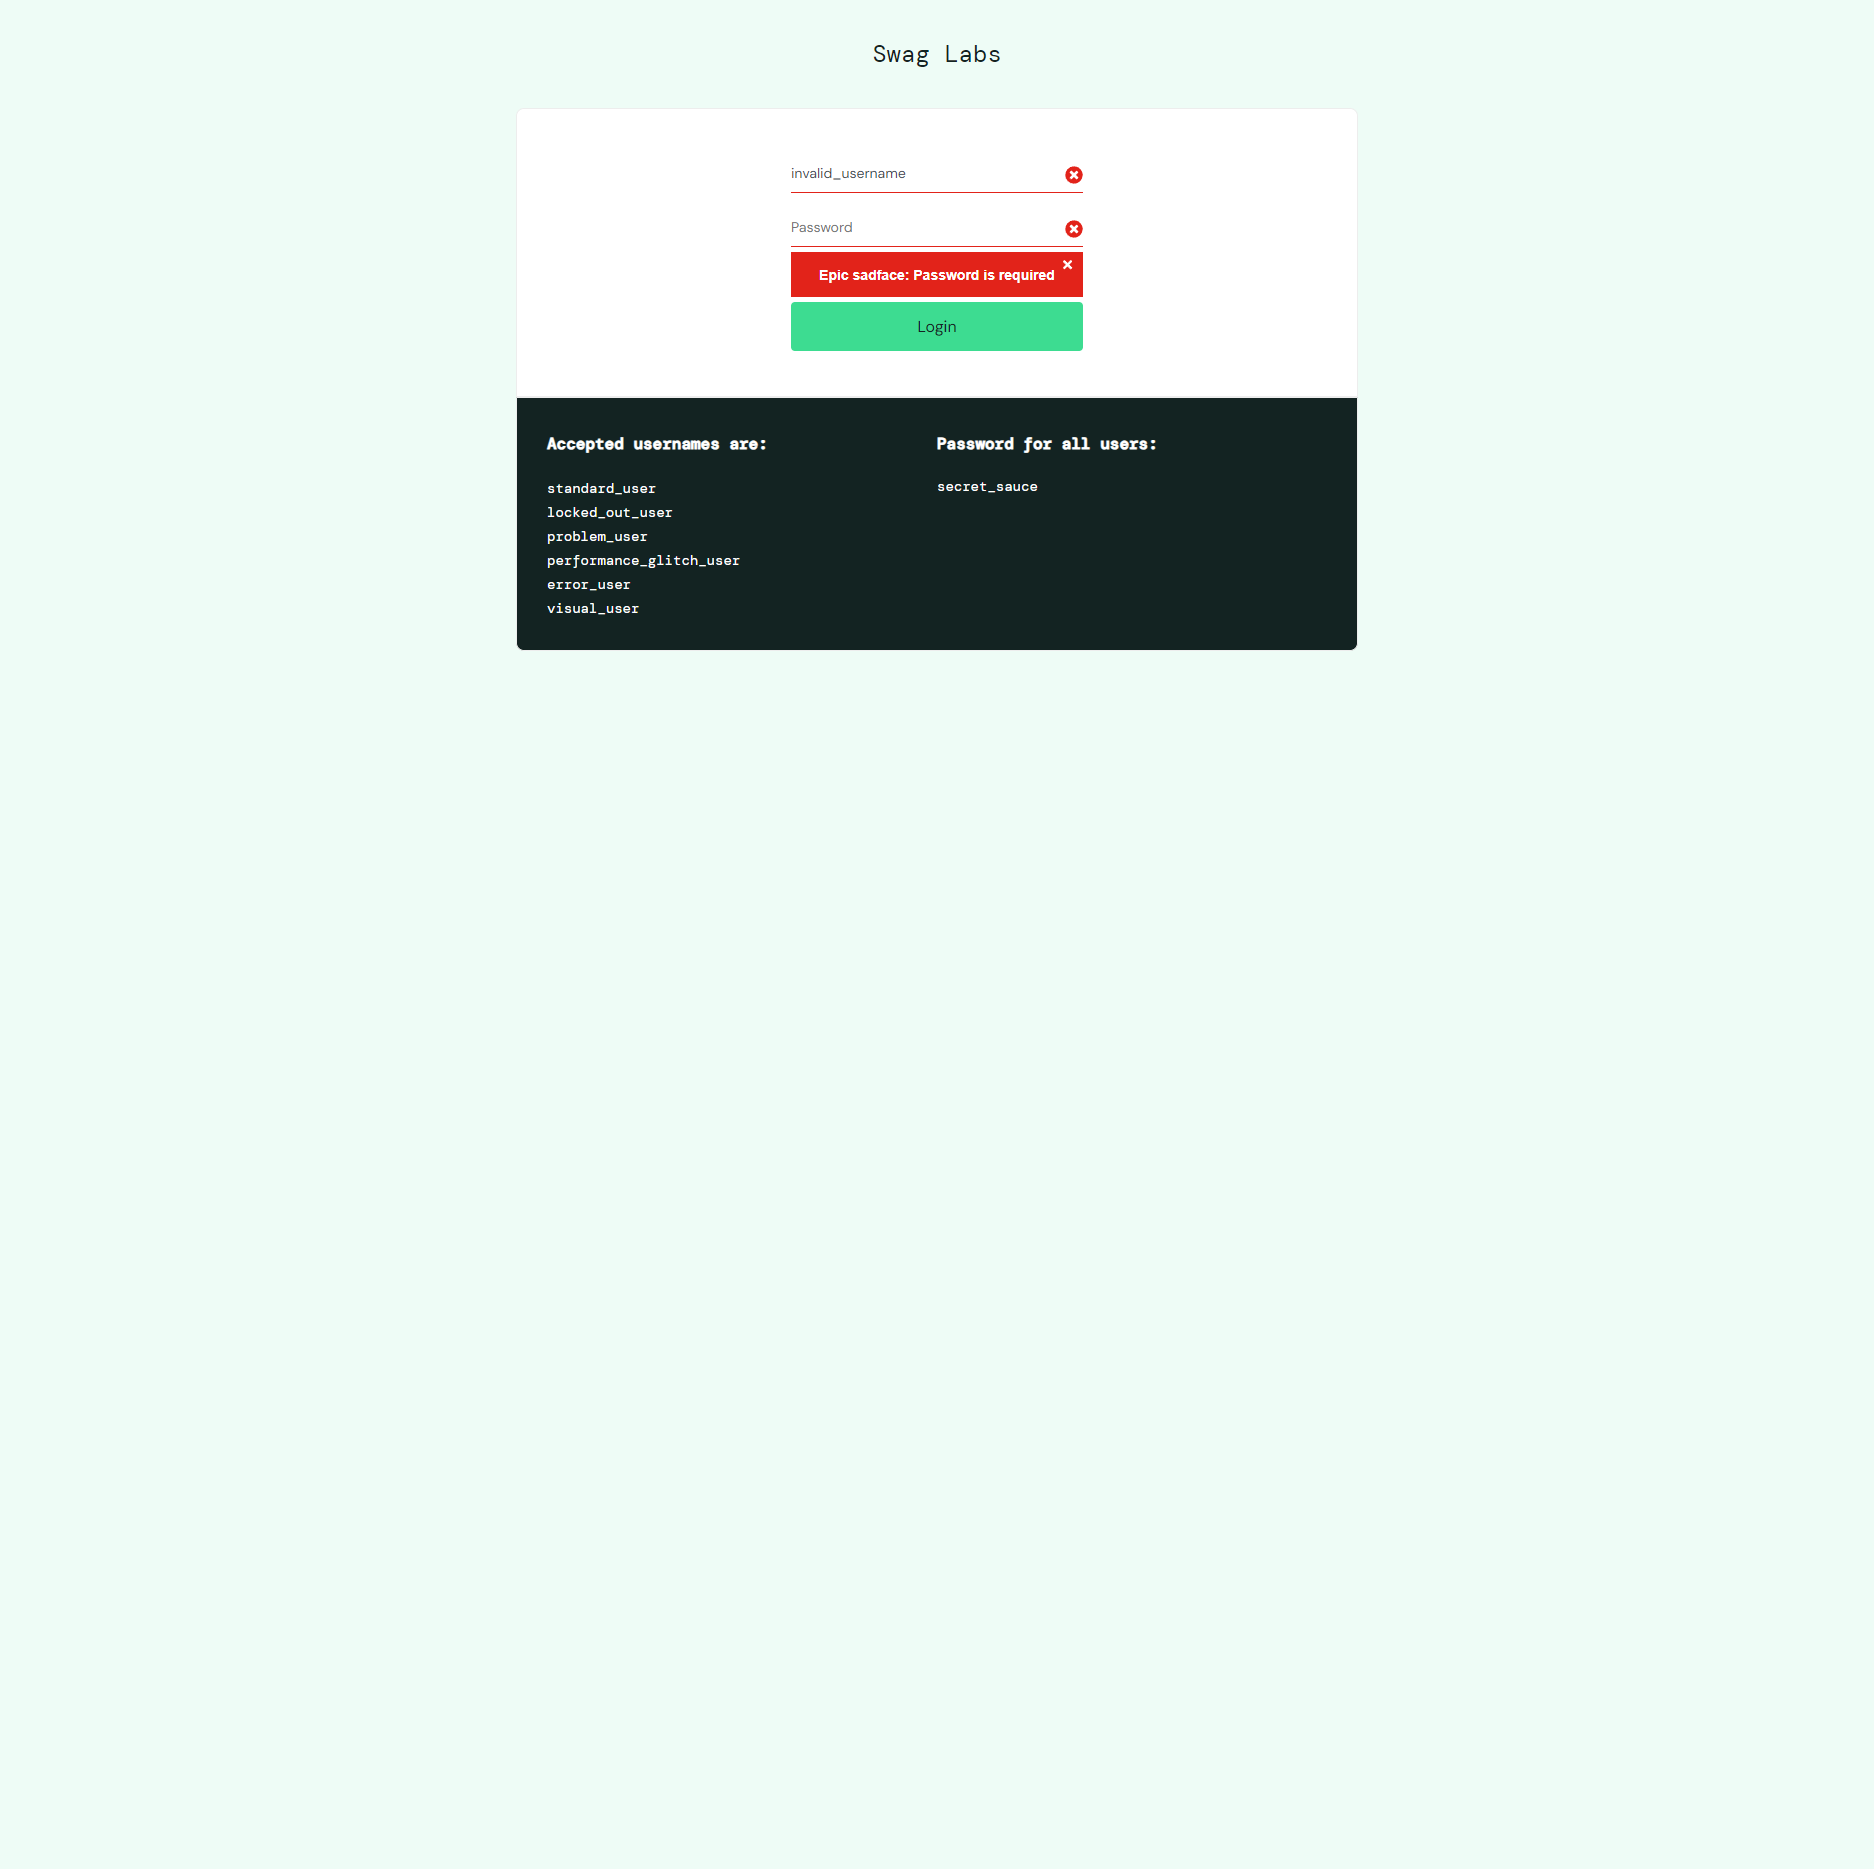 Swag Labs
invalid_username
Password
Epic sadface: Password is required
Login
Accepted usernames are:
standard_user
locked_out_user
problem_user
performance_glitch_user
error_user
visual_user
Password for all users:
secret_sauce